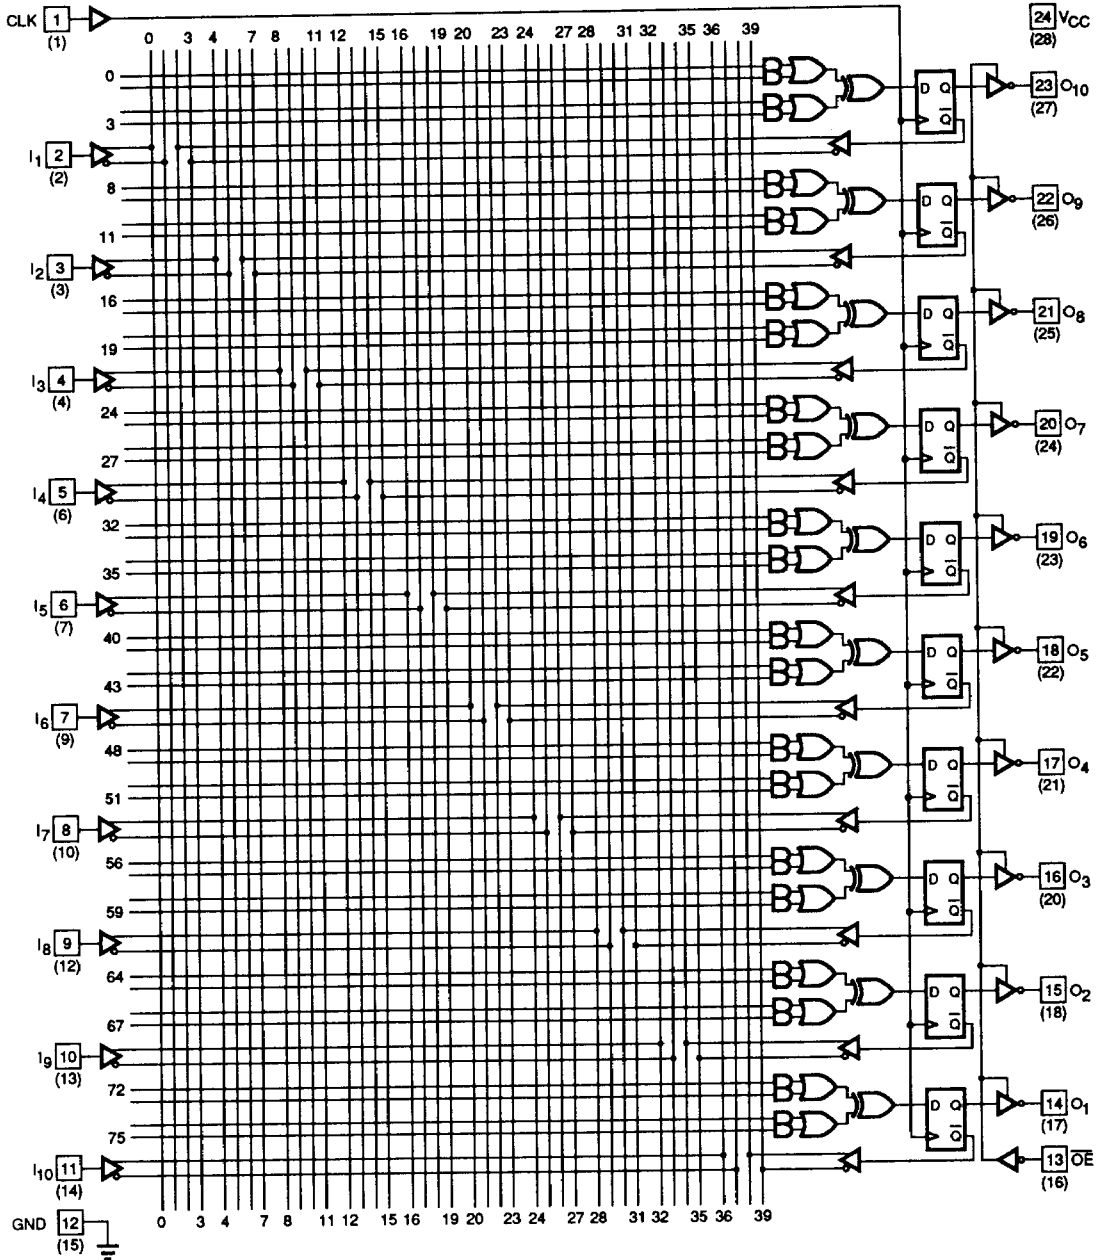 CLK 1 (1)
24 VCC (28)
0 3 4 7 8 11 12 15 16 19 20 23 24 27 28 31 32 35 36 39
0
3
D Q Q̅
23 O10 (27)
I1 2 (2)
8
11
D Q Q̅
22 O9 (26)
I2 3 (3)
16
19
D Q Q̅
21 O8 (25)
I3 4 (4)
24
27
D Q Q̅
20 O7 (24)
I4 5 (6)
32
35
D Q Q̅
19 O6 (23)
I5 6 (7)
40
43
D Q Q̅
18 O5 (22)
I6 7 (9)
48
51
D Q Q̅
17 O4 (21)
I7 8 (10)
56
59
D Q Q̅
16 O3 (20)
I8 9 (12)
64
67
D Q Q̅
15 O2 (18)
I9 10 (13)
72
75
D Q Q̅
14 O1 (17)
I10 11 (14)
13 O̅E̅ (16)
0 3 4 7 8 11 12 15 16 19 20 23 24 27 28 31 32 35 36 39
GND 12 (15)